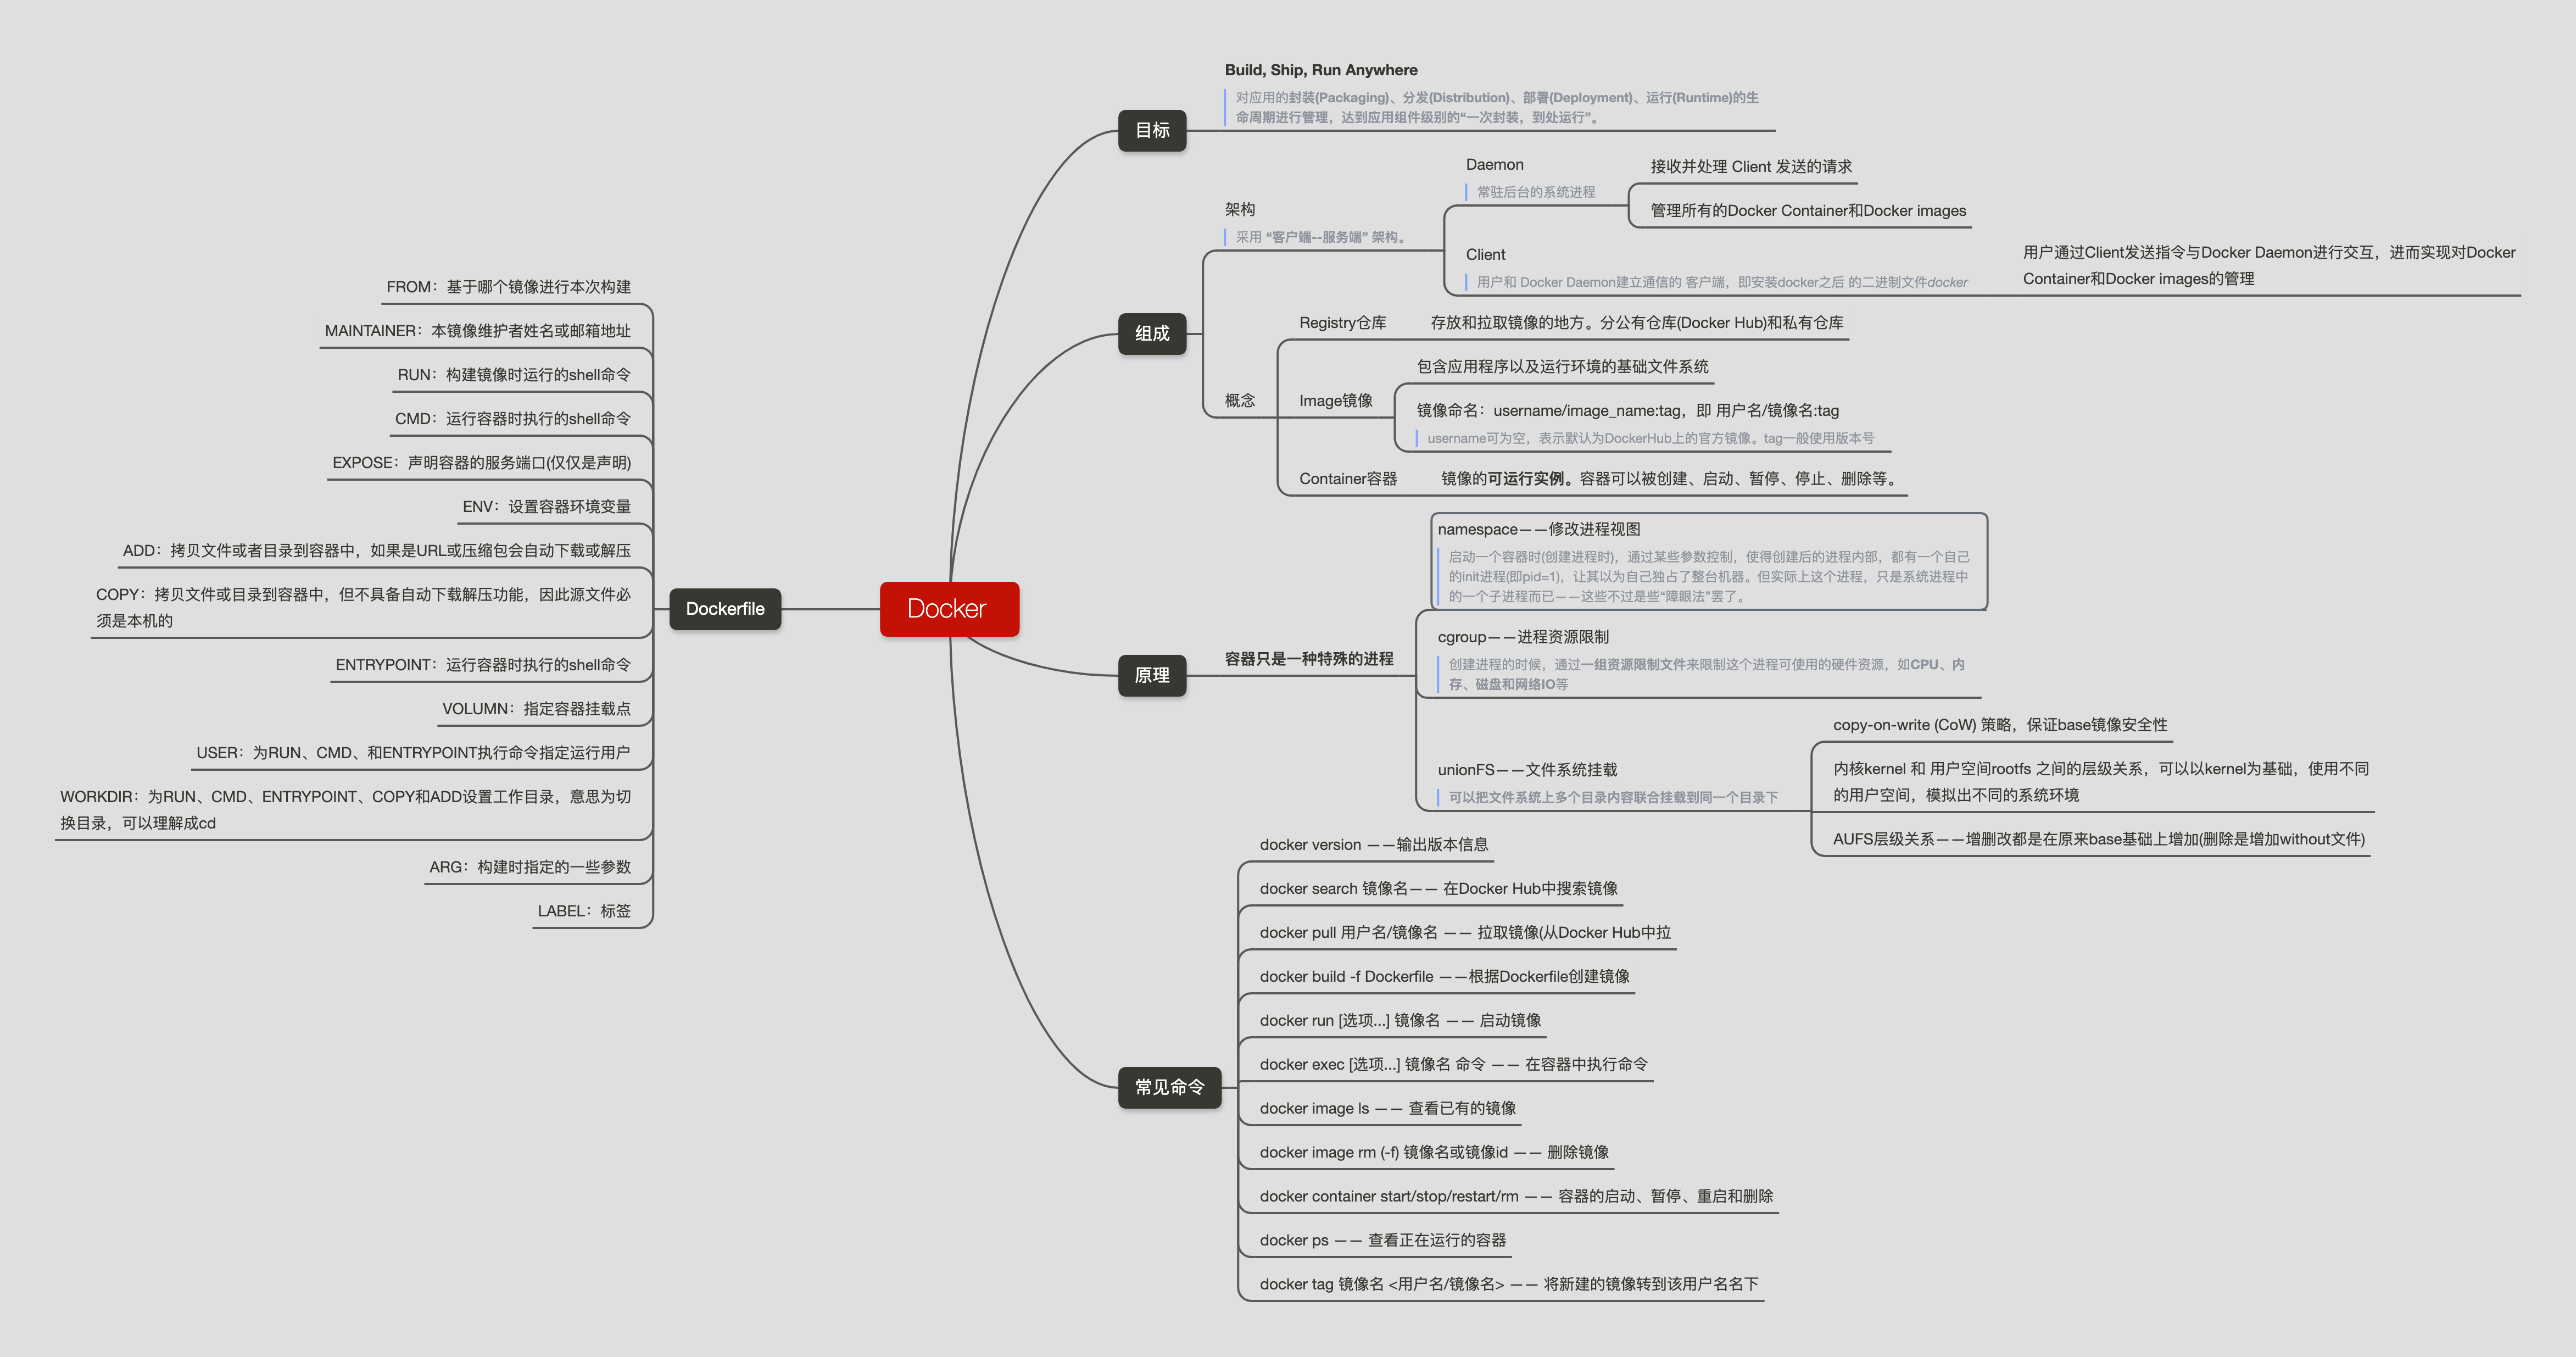 Docker
目标
Build, Ship, Run Anywhere
对应用的封装(Packaging)、分发(Distribution)、部署(Deployment)、运行(Runtime)的生
命周期进行管理，达到应用组件级别的“一次封装，到处运行”。
组成
架构
采用 “客户端--服务端” 架构。
Daemon
常驻后台的系统进程
接收并处理 Client 发送的请求
管理所有的Docker Container和Docker images
Client
用户和 Docker Daemon建立通信的 客户端，即安装docker之后 的二进制文件docker
用户通过Client发送指令与Docker Daemon进行交互，进而实现对Docker
Container和Docker images的管理
概念
Registry仓库
存放和拉取镜像的地方。分公有仓库(Docker Hub)和私有仓库
Image镜像
包含应用程序以及运行环境的基础文件系统
镜像命名：username/image_name:tag，即 用户名/镜像名:tag
username可为空，表示默认为DockerHub上的官方镜像。tag一般使用版本号
Container容器
镜像的可运行实例。容器可以被创建、启动、暂停、停止、删除等。
原理
容器只是一种特殊的进程
namespace——修改进程视图
启动一个容器时(创建进程时)，通过某些参数控制，使得创建后的进程内部，都有一个自己
的init进程(即pid=1)，让其以为自己独占了整台机器。但实际上这个进程，只是系统进程中
的一个子进程而已——这些不过是些“障眼法”罢了。
cgroup——进程资源限制
创建进程的时候，通过一组资源限制文件来限制这个进程可使用的硬件资源，如CPU、内
存、磁盘和网络IO等
unionFS——文件系统挂载
可以把文件系统上多个目录内容联合挂载到同一个目录下
copy-on-write (CoW) 策略，保证base镜像安全性
内核kernel 和 用户空间rootfs 之间的层级关系，可以以kernel为基础，使用不同
的用户空间，模拟出不同的系统环境
AUFS层级关系——增删改都是在原来base基础上增加(删除是增加without文件)
常见命令
docker version ——输出版本信息
docker search 镜像名—— 在Docker Hub中搜索镜像
docker pull 用户名/镜像名 —— 拉取镜像(从Docker Hub中拉
docker build -f Dockerfile ——根据Dockerfile创建镜像
docker run [选项...] 镜像名 —— 启动镜像
docker exec [选项...] 镜像名 命令 —— 在容器中执行命令
docker image ls —— 查看已有的镜像
docker image rm (-f) 镜像名或镜像id —— 删除镜像
docker container start/stop/restart/rm —— 容器的启动、暂停、重启和删除
docker ps —— 查看正在运行的容器
docker tag 镜像名 <用户名/镜像名> —— 将新建的镜像转到该用户名名下
Dockerfile
FROM：基于哪个镜像进行本次构建
MAINTAINER：本镜像维护者姓名或邮箱地址
RUN：构建镜像时运行的shell命令
CMD：运行容器时执行的shell命令
EXPOSE：声明容器的服务端口(仅仅是声明)
ENV：设置容器环境变量
ADD：拷贝文件或者目录到容器中，如果是URL或压缩包会自动下载或解压
COPY：拷贝文件或目录到容器中，但不具备自动下载解压功能，因此源文件必
须是本机的
ENTRYPOINT：运行容器时执行的shell命令
VOLUMN：指定容器挂载点
USER：为RUN、CMD、和ENTRYPOINT执行命令指定运行用户
WORKDIR：为RUN、CMD、ENTRYPOINT、COPY和ADD设置工作目录，意思为切
换目录，可以理解成cd
ARG：构建时指定的一些参数
LABEL：标签